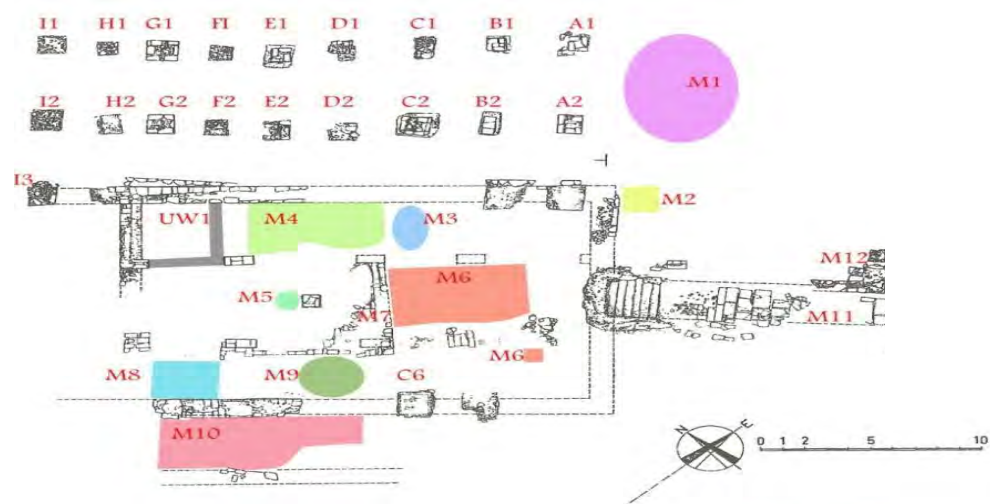 I1 H1 G1 F1 E1 D1 C1 B1 A1
M1
I2 H2 G2 F2 E2 D2 C2 B2 A2
I3
UW1 M4 M3 M2
M12
M6
M5
M7 M11
M6
M8 M9 C6
M10
N E
0 1 2 5 10